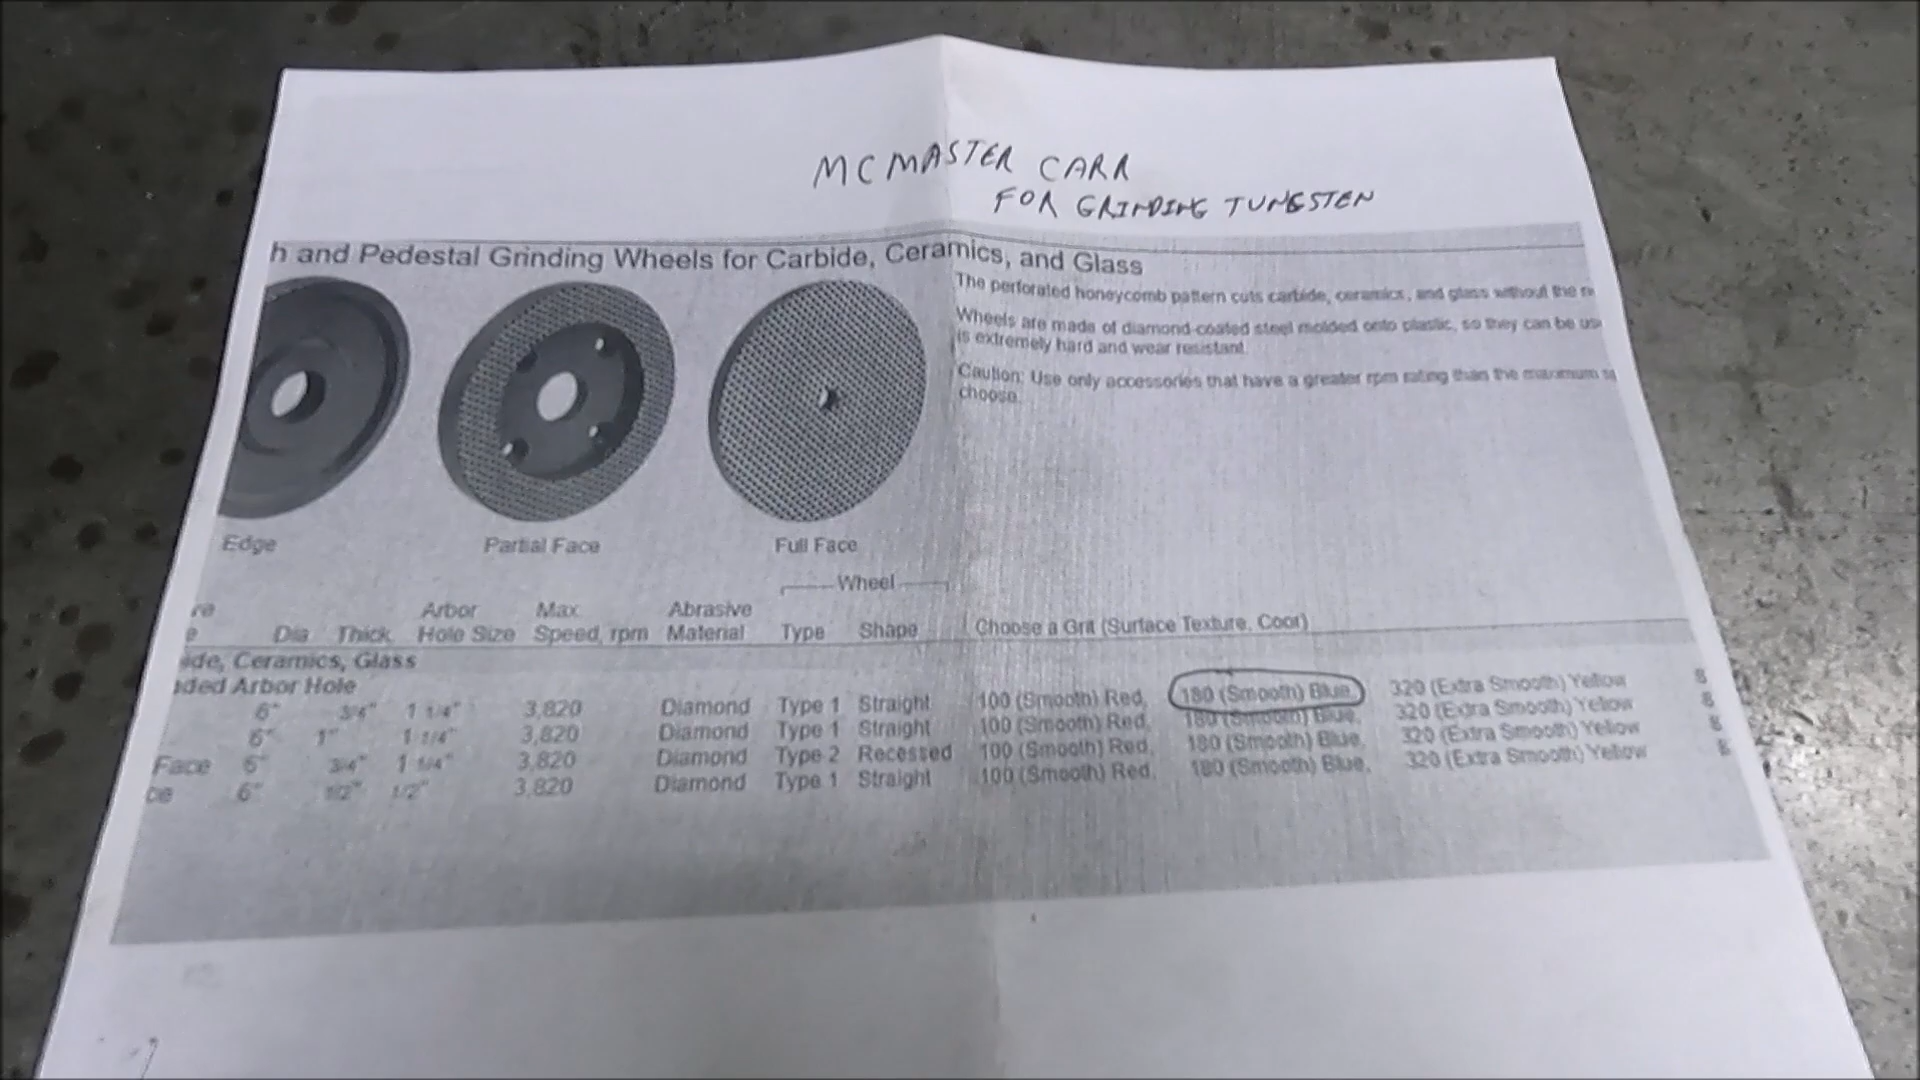 MCMASTER CARR
FOR GRINDING TUNGSTEN
h and Pedestal Grinding Wheels for Carbide, Ceramics, and Glass
The perforated honeycomb pattern cuts carbide, ceramics, and glass without the
Wheels are made of diamond-coated steel molded onto plastic, so they can be us
is extremely hard and wear resistant.
Caution: Use only accessories that have a greater rpm rating than the maximum
choose.
Edge Partial Face Full Face
Wheel
Arbor Max. Abrasive
Dia. Thick. Hole Size Speed, rpm Material Type Shape Choose a Grit (Surface Texture, Coor)
ide, Ceramics, Glass
ded Arbor Hole
6" 3/4" 1 1/4" 3,820 Diamond Type 1 Straight 100 (Smooth) Red, 180 (Smooth) Blue, 320 (Extra Smooth) Yellow
6" 1" 1 1/4" 3,820 Diamond Type 1 Straight 100 (Smooth) Red, 180 (Smooth) Blue, 320 (Extra Smooth) Yellow
Face 6" 3/4" 1 1/4" 3,820 Diamond Type 2 Recessed 100 (Smooth) Red, 180 (Smooth) Blue, 320 (Extra Smooth) Yellow
ce 6" 1/2" 1/2" 3,820 Diamond Type 1 Straight 100 (Smooth) Red, 180 (Smooth) Blue, 320 (Extra Smooth) Yellow